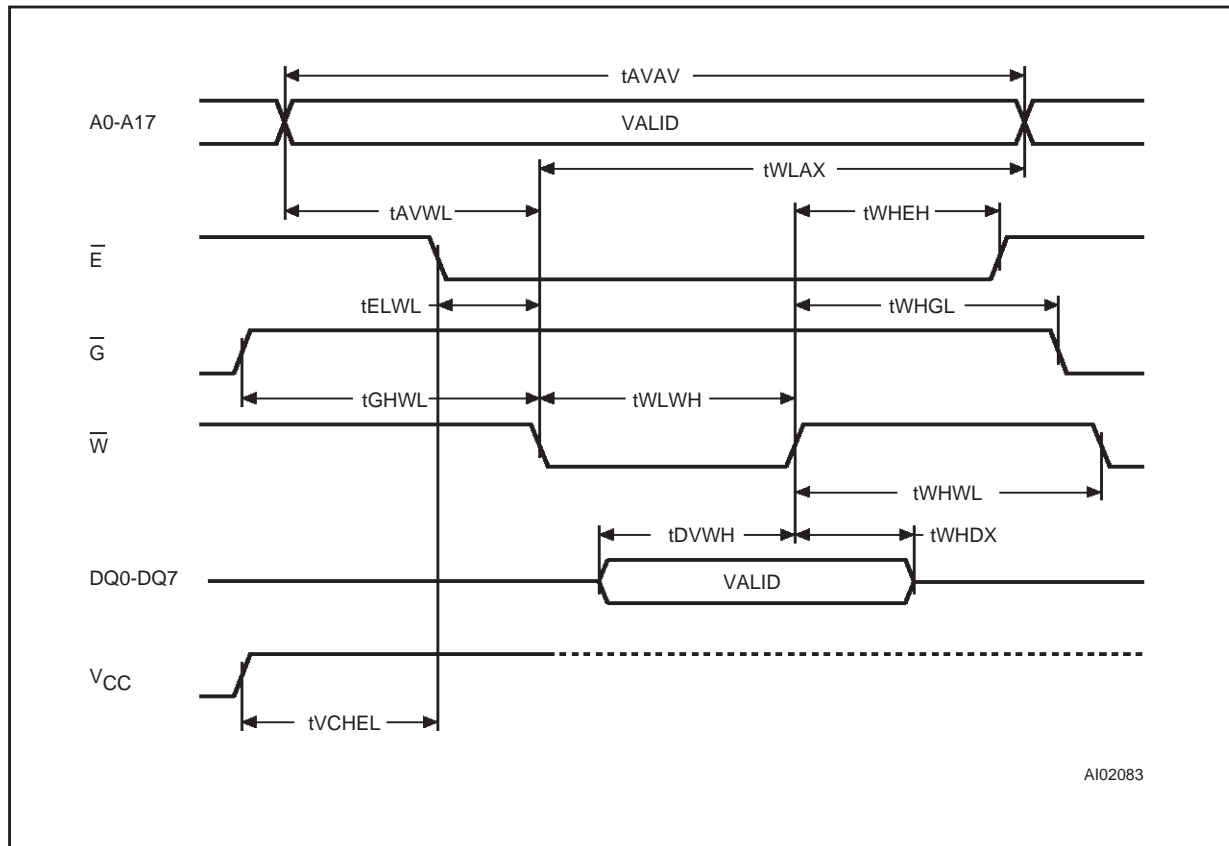 tAVAV
A0-A17
VALID
tWLAX
tAVWL
tWHEH
E̅
tELWL
tWHGL
G̅
tGHWL
tWLWH
W̅
tWHWL
tDVWH
tWHDX
DQ0-DQ7
VALID
VCC
tVCHEL
AI02083